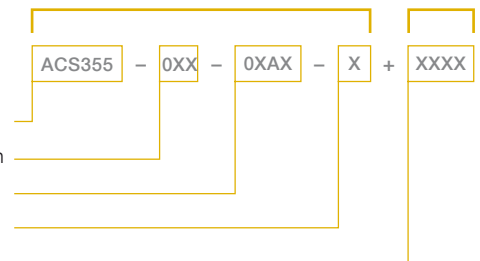 ACS355 – 0XX – 0XAX – X + XXXX